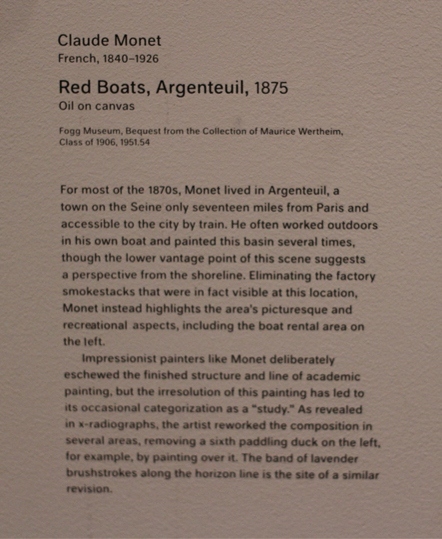 Claude Monet
French, 1840–1926
Red Boats, Argenteuil, 1875
Oil on canvas
Fogg Museum, Bequest from the Collection of Maurice Wertheim,
Class of 1906, 1951.54
For most of the 1870s, Monet lived in Argenteuil, a
town on the Seine only seventeen miles from Paris and
accessible to the city by train. He often worked outdoors
in his own boat and painted this basin several times,
though the lower vantage point of this scene suggests
a perspective from the shoreline. Eliminating the factory
smokestacks that were in fact visible at this location,
Monet instead highlights the area's picturesque and
recreational aspects, including the boat rental area on
the left.
Impressionist painters like Monet deliberately
eschewed the finished structure and line of academic
painting, but the irresolution of this painting has led to
its occasional categorization as a "study." As revealed
in x-radiographs, the artist reworked the composition in
several areas, removing a sixth paddling duck on the left,
for example, by painting over it. The band of lavender
brushstrokes along the horizon line is the site of a similar
revision.